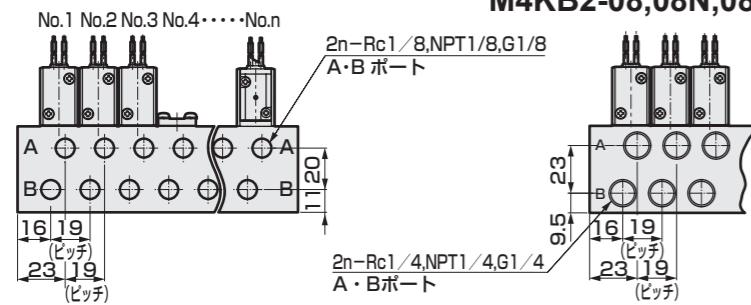 M4KB2-08,08N,08
No.1 No.2 No.3 No.4・・・・・No.n
2n-Rc1/8,NPT1/8,G1/8
A・B ポート
A
A
B
B
20
11
16
19
(ピッチ)
23
19
(ピッチ)
2n-Rc1/4,NPT1/4,G1/4
A・Bポート
A
B
23
9.5
16
19
(ピッチ)
23
19
(ピッチ)